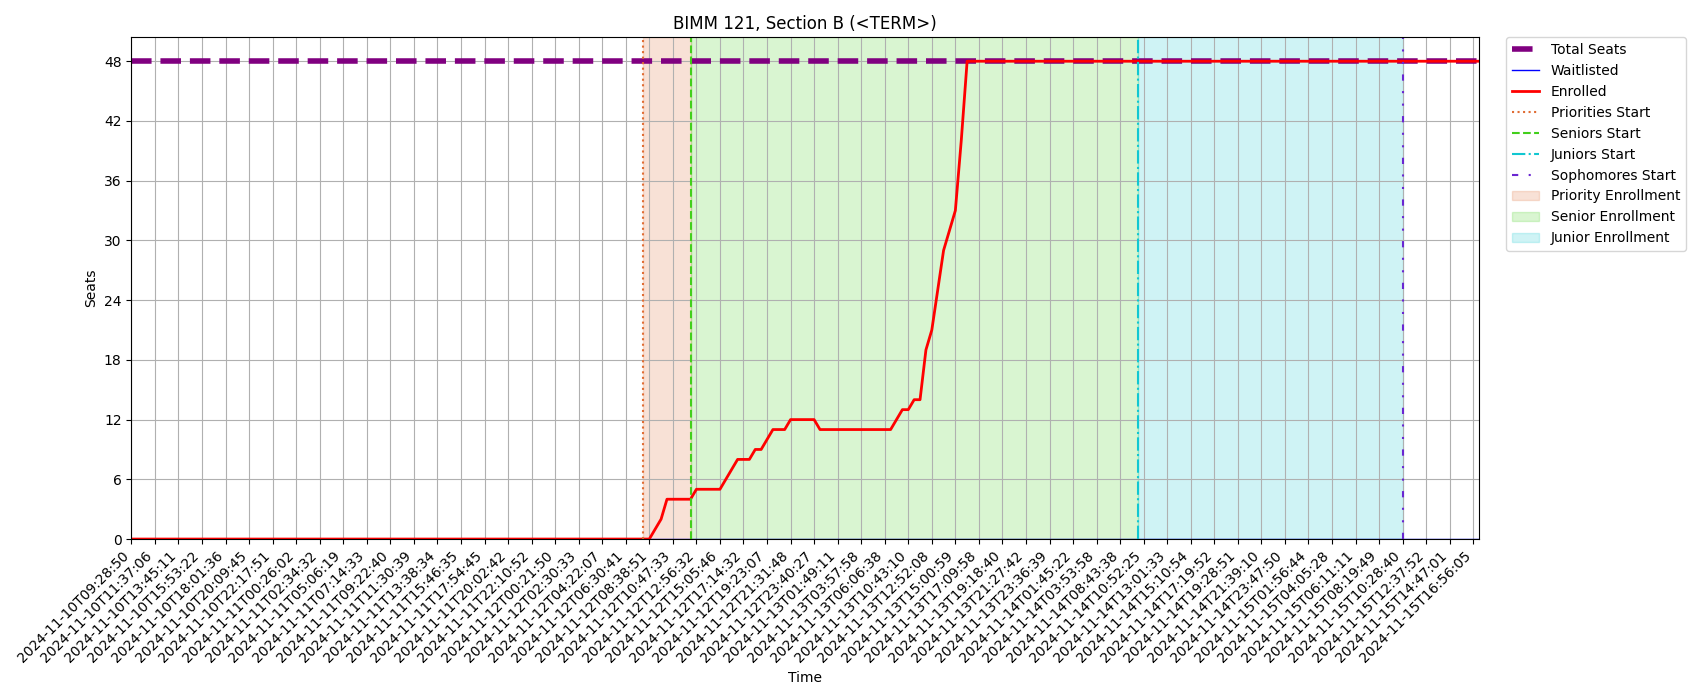 BIMM 121, Section B (<TERM>)
Total Seats
Waitlisted
Enrolled
Priorities Start
Seniors Start
Juniors Start
Sophomores Start
Priority Enrollment
Senior Enrollment
Junior Enrollment
Seats
48
42
36
30
24
18
12
6
0
2024-11-10T09:28:50
2024-11-10T11:37:06
2024-11-10T13:45:11
2024-11-10T15:53:22
2024-11-10T18:01:36
2024-11-10T20:09:45
2024-11-10T22:17:51
2024-11-11T00:26:02
2024-11-11T02:34:32
2024-11-11T05:06:19
2024-11-11T07:14:33
2024-11-11T09:22:40
2024-11-11T11:30:39
2024-11-11T13:38:34
2024-11-11T15:46:35
2024-11-11T17:54:45
2024-11-11T20:02:42
2024-11-11T22:10:52
2024-11-12T00:21:50
2024-11-12T02:30:33
2024-11-12T04:22:07
2024-11-12T06:30:41
2024-11-12T08:38:51
2024-11-12T10:47:33
2024-11-12T12:56:32
2024-11-12T15:05:46
2024-11-12T17:14:32
2024-11-12T19:23:07
2024-11-12T21:31:48
2024-11-12T23:40:27
2024-11-13T01:49:11
2024-11-13T03:57:58
2024-11-13T06:06:38
2024-11-13T10:43:10
2024-11-13T12:52:08
2024-11-13T15:00:59
2024-11-13T17:09:58
2024-11-13T19:18:40
2024-11-13T21:27:42
2024-11-13T23:36:39
2024-11-14T01:45:22
2024-11-14T03:53:58
2024-11-14T08:43:38
2024-11-14T10:52:25
2024-11-14T13:01:33
2024-11-14T15:10:54
2024-11-14T17:19:52
2024-11-14T19:28:51
2024-11-14T21:39:10
2024-11-14T23:47:50
2024-11-15T01:56:44
2024-11-15T04:05:28
2024-11-15T06:11:11
2024-11-15T08:19:49
2024-11-15T10:28:40
2024-11-15T12:37:52
2024-11-15T14:47:01
2024-11-15T16:56:05
Time